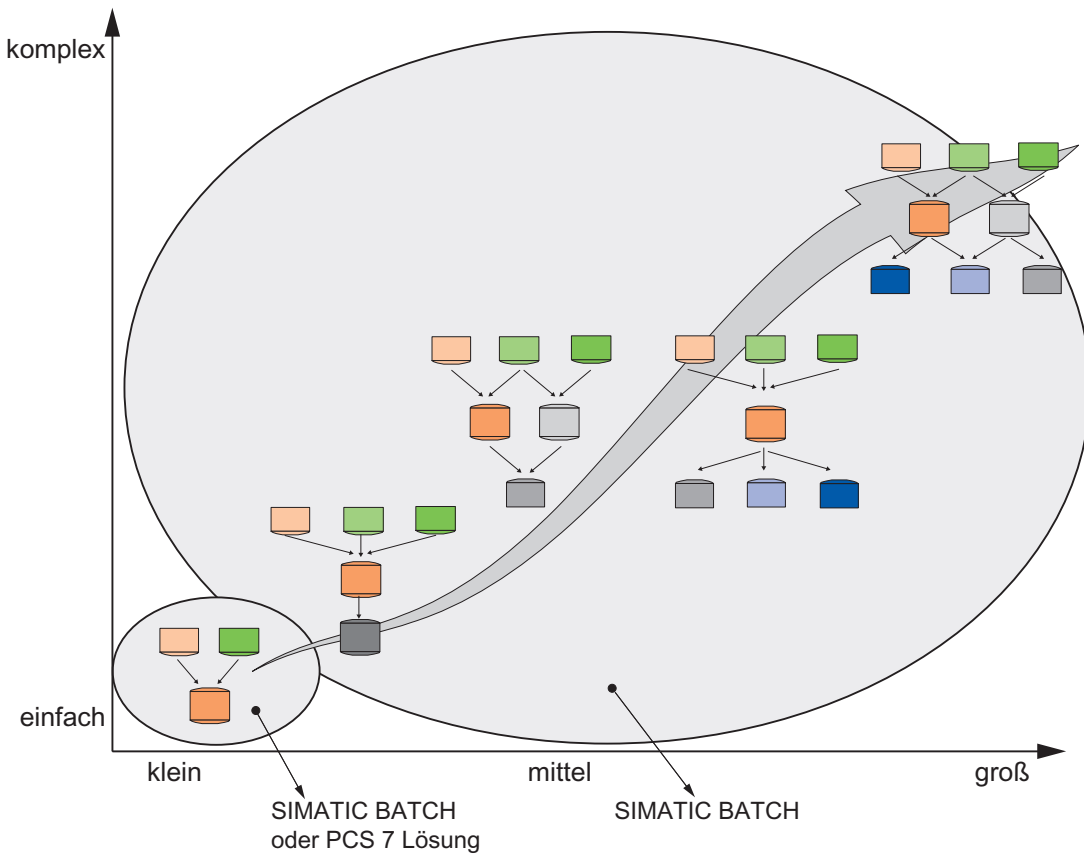 komplex
einfach
klein
mittel
groß
SIMATIC BATCH
oder PCS 7 Lösung
SIMATIC BATCH